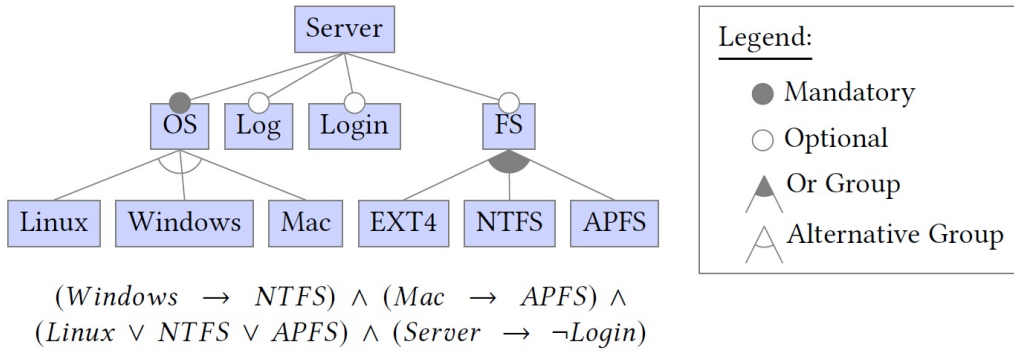 Server
OS Log Login FS
Linux Windows Mac EXT4 NTFS APFS
(Windows → NTFS) ∧ (Mac → APFS) ∧
(Linux ∨ NTFS ∨ APFS) ∧ (Server → ¬Login)
Legend:
Mandatory
Optional
Or Group
Alternative Group